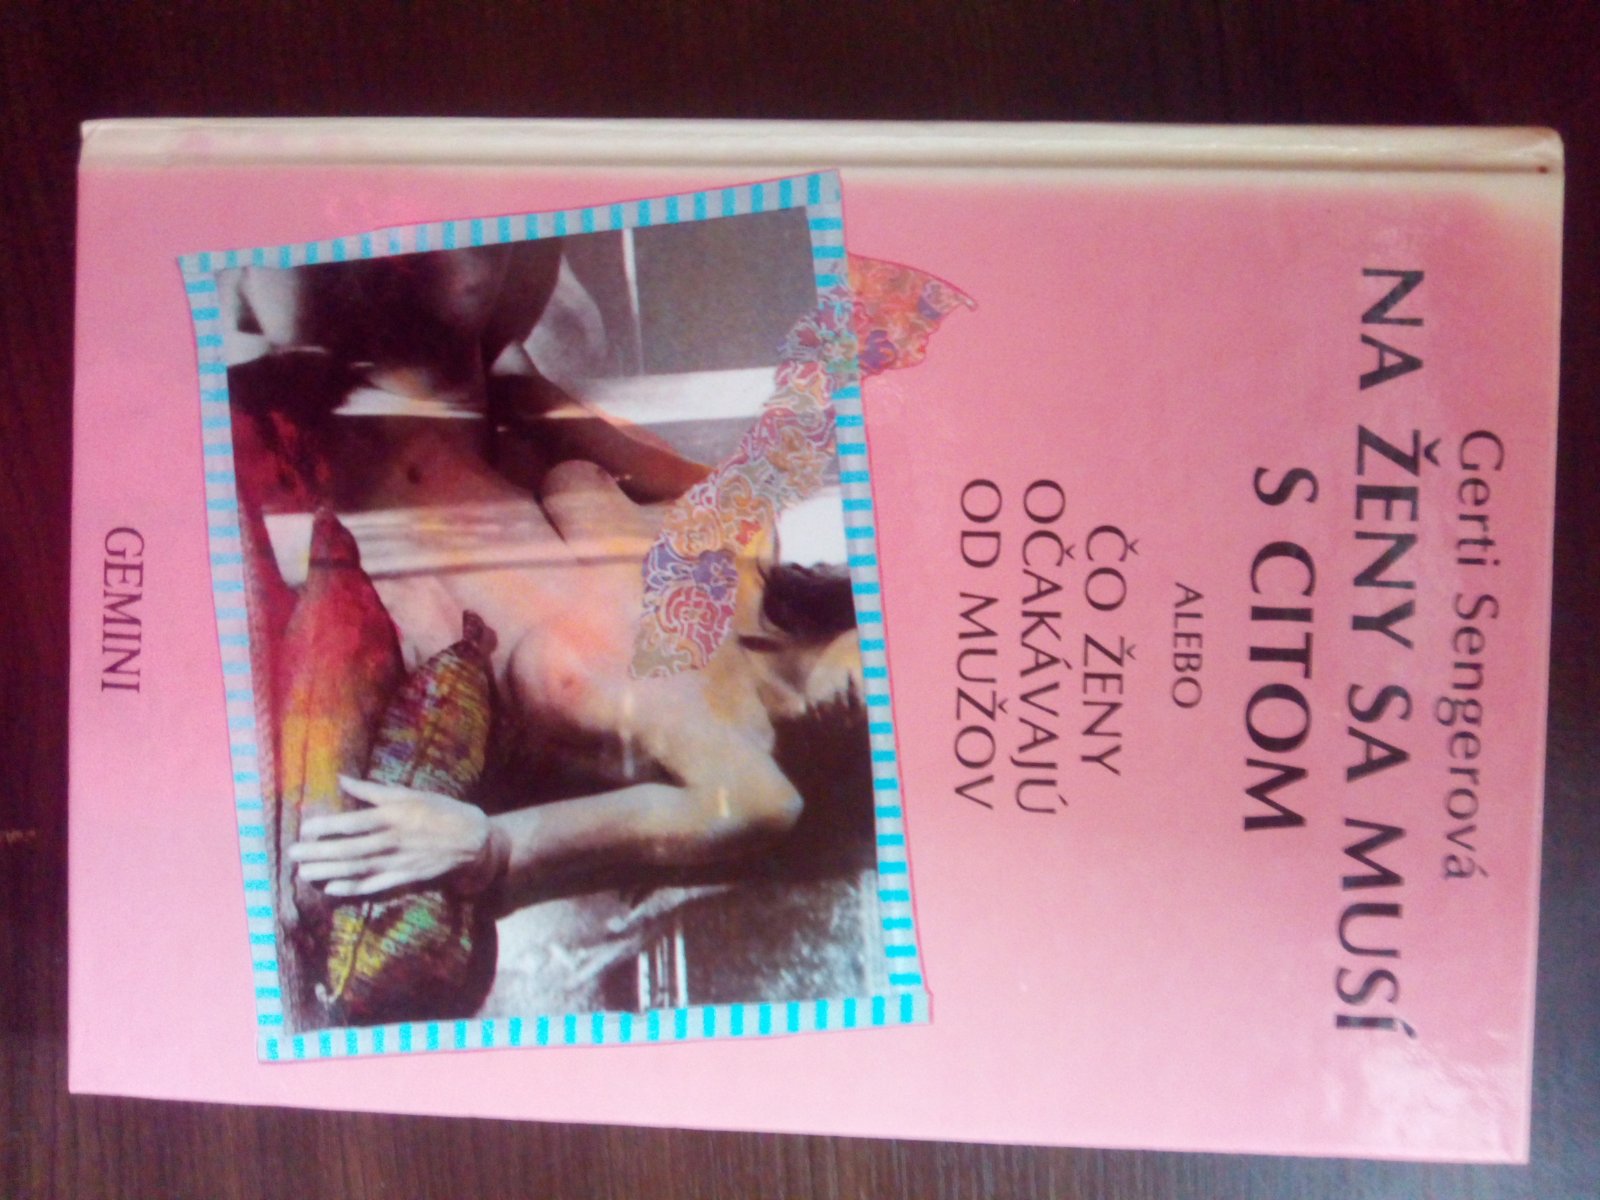 Gerti Sengerová
NA ŽENY SA MUSÍ
S CITOM
ALEBO
ČO ŽENY
OČAKÁVAJÚ
OD MUŽOV
GEMINI